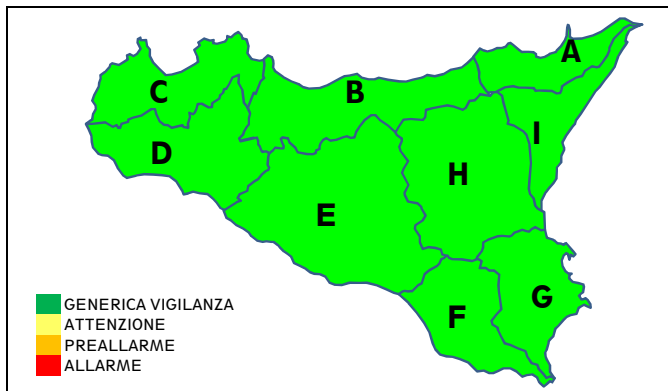 A
C
B
I
D
H
E
G
F
GENERICA VIGILANZA
ATTENZIONE
PREALLARME
ALLARME